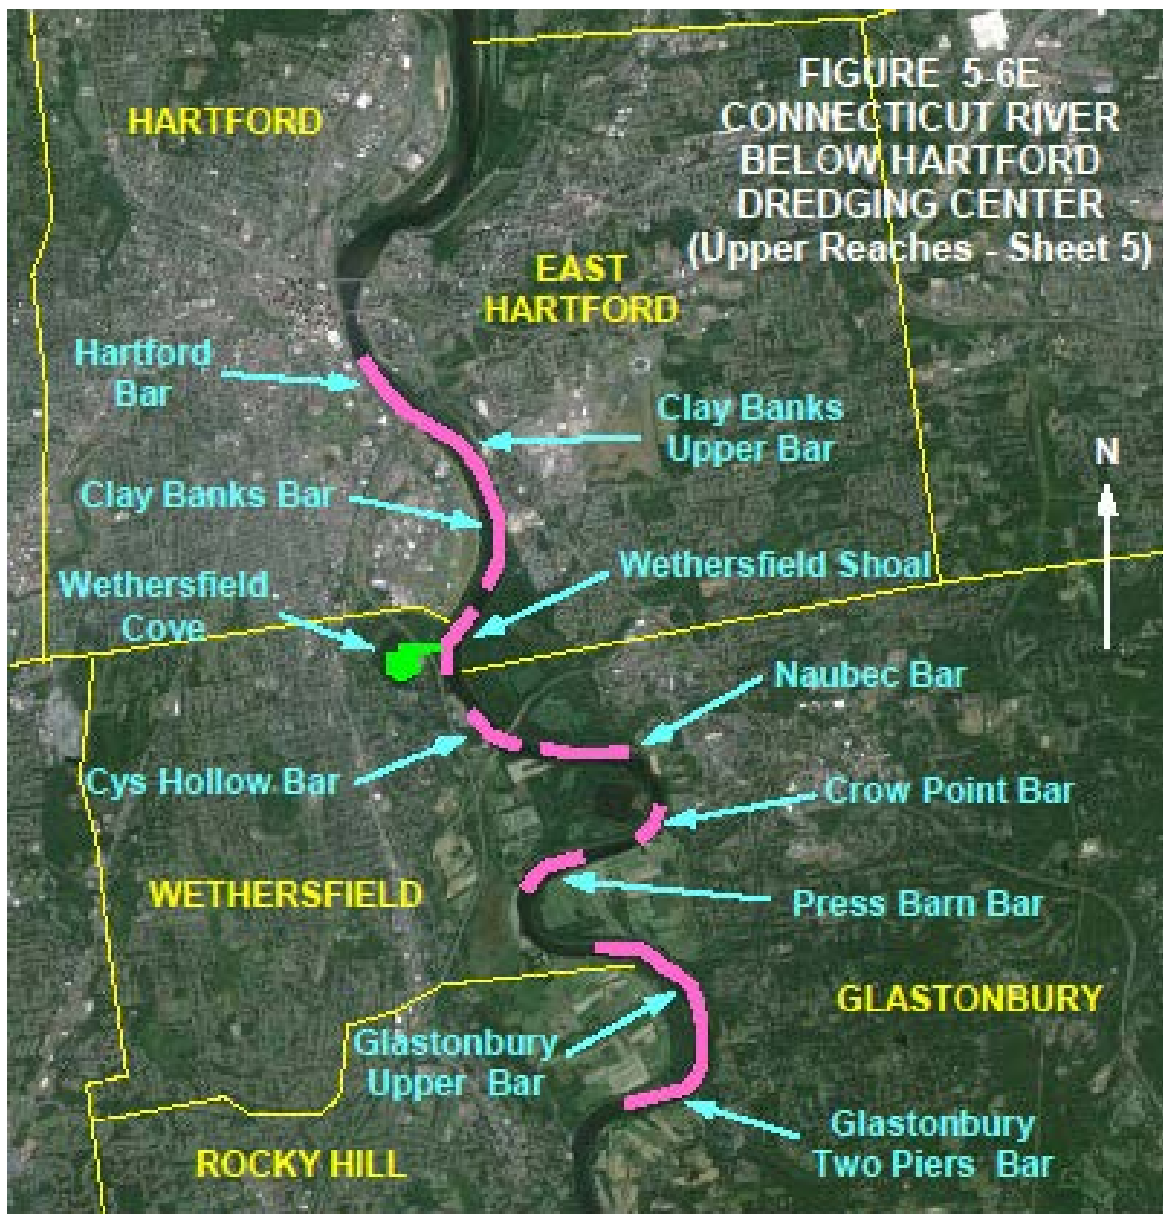 FIGURE 5-6E
CONNECTICUT RIVER
BELOW HARTFORD
DREDGING CENTER
(Upper Reaches - Sheet 5)
HARTFORD
EAST
HARTFORD
Hartford
Bar
Clay Banks
Upper Bar
N
Clay Banks Bar
Wethersfield Shoal
Wethersfield
Cove
Naubec Bar
Cys Hollow Bar
Crow Point Bar
WETHERSFIELD
Press Barn Bar
GLASTONBURY
Glastonbury
Upper Bar
Glastonbury
Two Piers Bar
ROCKY HILL